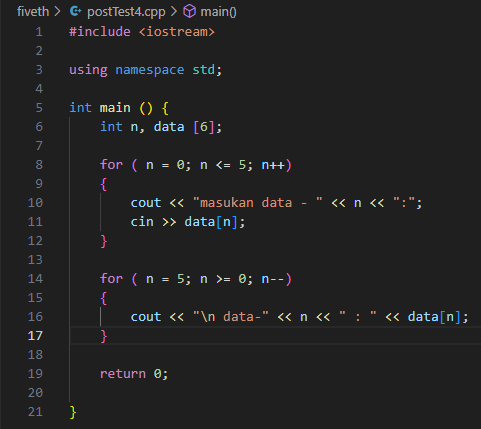 fiveth > postTest4.cpp > main()
1 #include <iostream>
2
3 using namespace std;
4
5 int main () {
6     int n, data [6];
7
8     for ( n = 0; n <= 5; n++)
9     {
10         cout << "masukan data - " << n << ":";
11         cin >> data[n];
12     }
13
14     for ( n = 5; n >= 0; n--)
15     {
16         cout << "\n data-" << n << " : " << data[n];
17     }
18
19     return 0;
20
21 }